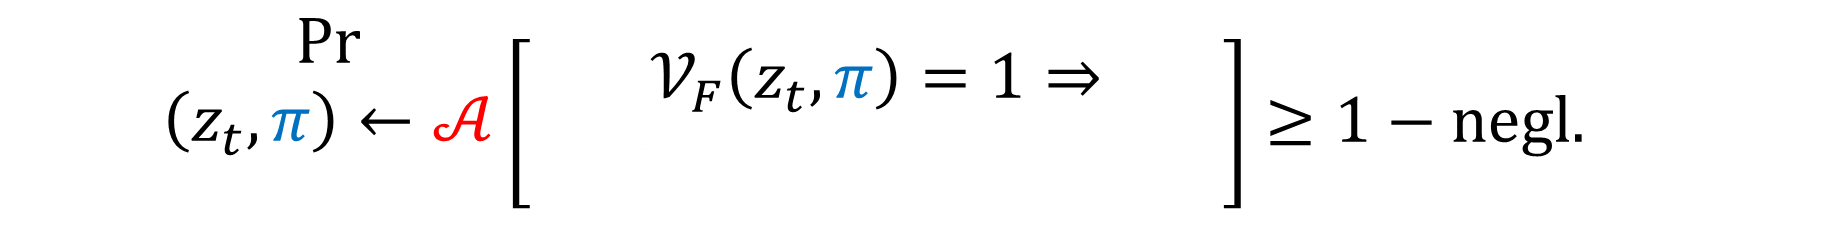 Pr
(z_t, π) ← 𝒜 [ 𝒱_F(z_t, π) = 1 ⇒ ] ≥ 1 − negl.